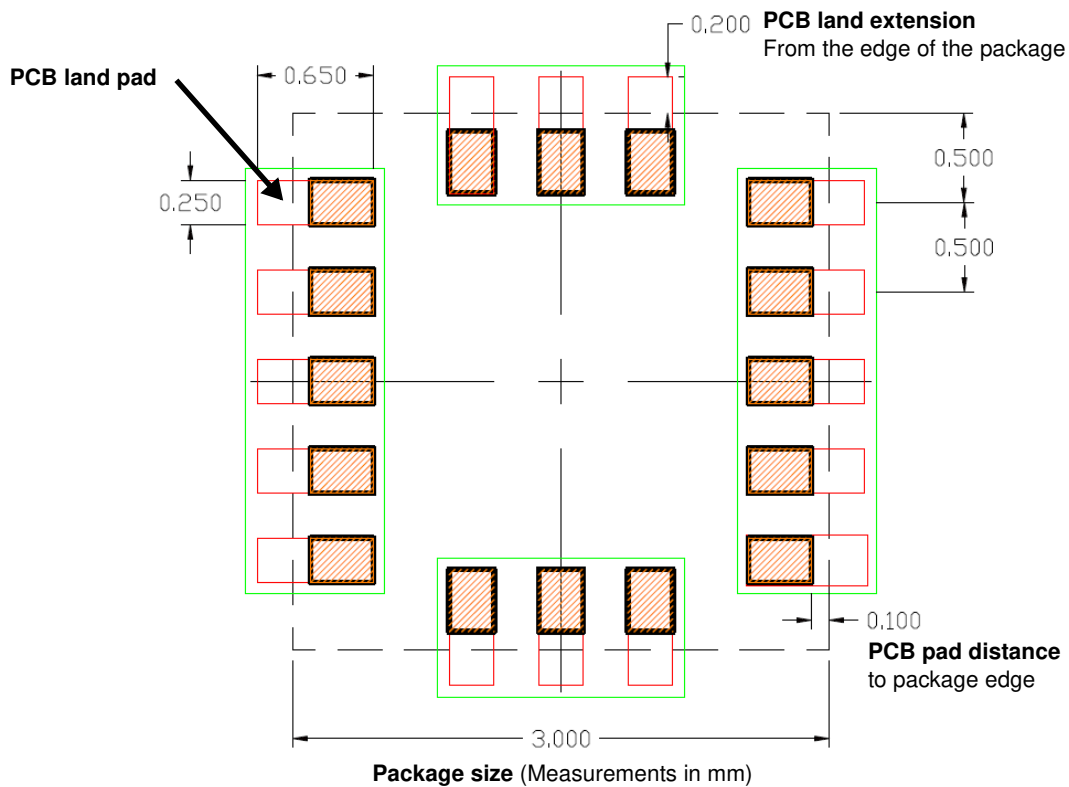 0.200 PCB land extension
From the edge of the package
PCB land pad
0.650
0.500
0.250
0.500
0.100
PCB pad distance
to package edge
3.000
Package size (Measurements in mm)